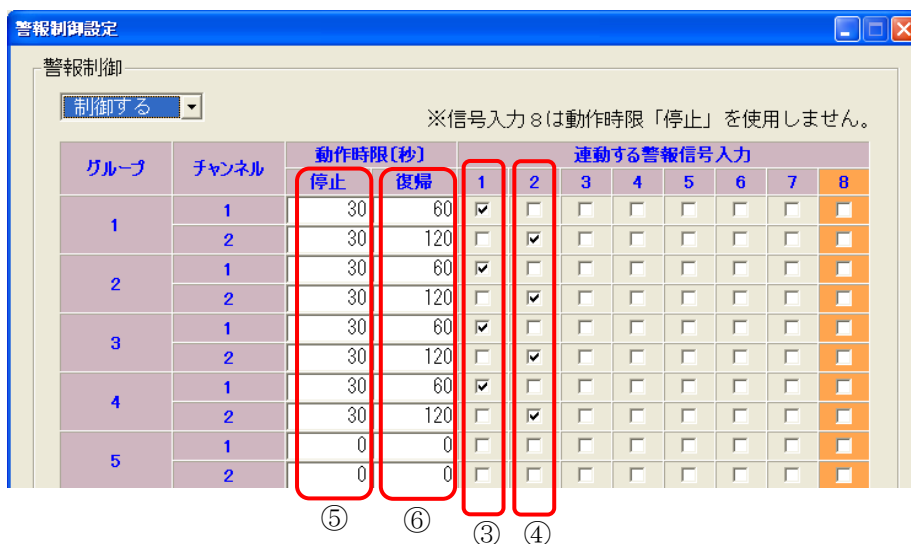 警報制御設定
警報制御
制御する
※信号入力8は動作時限「停止」を使用しません。
グループ チャンネル 動作時限〔秒〕 連動する警報信号入力
停止 復帰 1 2 3 4 5 6 7 8
1 1 30 60
2 30 120
2 1 30 60
2 30 120
3 1 30 60
2 30 120
4 1 30 60
2 30 120
5 1 0 0
2 0 0
⑤ ⑥ ③ ④